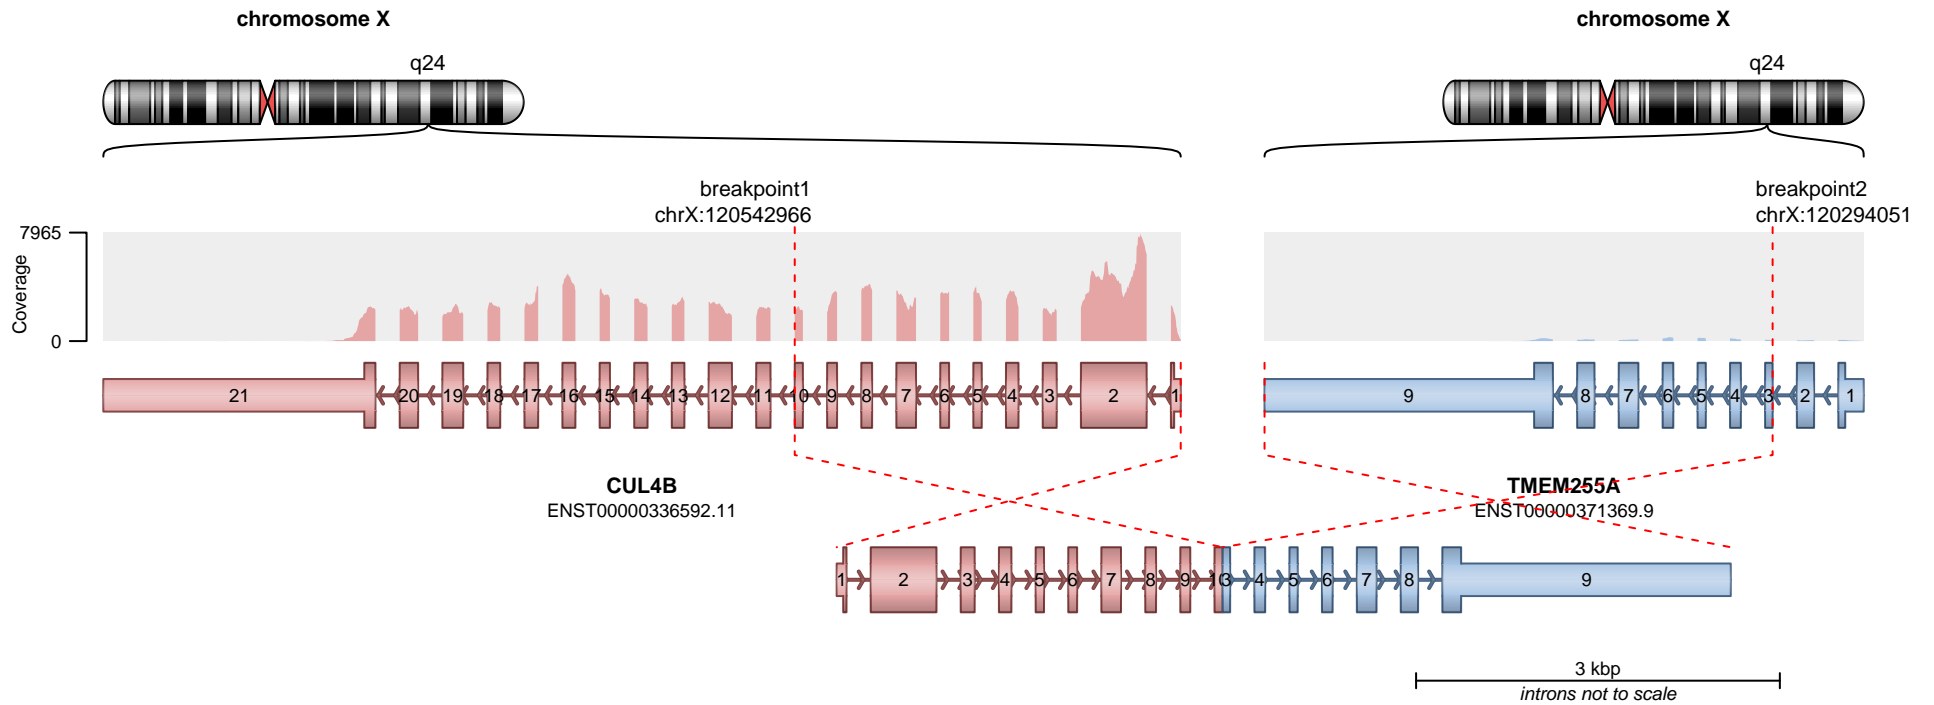 chromosome X
chromosome X
q24
q24
breakpoint1
chrX:120542966
breakpoint2
chrX:120294051
7965
Coverage
0
21 20 19 18 17 16 15 14 13 12 11 10 9 8 7 6 5 4 3 2 1
9 8 7 6 5 4 3 2 1
CUL4B
ENST00000336592.11
TMEM255A
ENST00000371369.9
1 2 3 4 5 6 7 8 9 10 3 4 5 6 7 8 9
3 kbp
introns not to scale